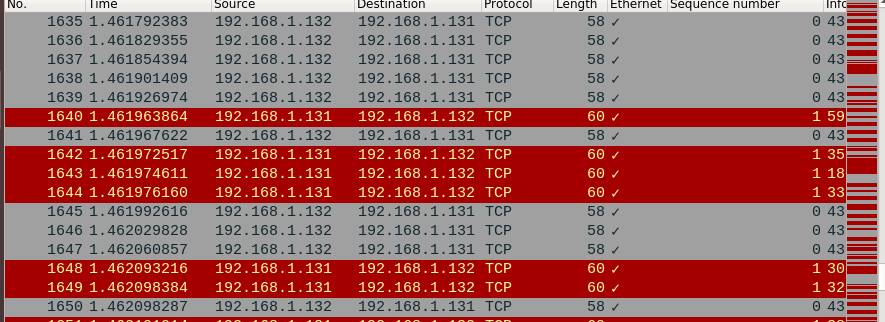 No. Time Source Destination Protocol Length Ethernet Sequence number Info
1635 1.461792383 192.168.1.132 192.168.1.131 TCP 58 ✓ 0 43
1636 1.461829355 192.168.1.132 192.168.1.131 TCP 58 ✓ 0 43
1637 1.461854394 192.168.1.132 192.168.1.131 TCP 58 ✓ 0 43
1638 1.461901409 192.168.1.132 192.168.1.131 TCP 58 ✓ 0 43
1639 1.461926974 192.168.1.132 192.168.1.131 TCP 58 ✓ 0 43
1640 1.461963864 192.168.1.131 192.168.1.132 TCP 60 ✓ 1 59
1641 1.461967622 192.168.1.132 192.168.1.131 TCP 58 ✓ 0 43
1642 1.461972517 192.168.1.131 192.168.1.132 TCP 60 ✓ 1 35
1643 1.461974611 192.168.1.131 192.168.1.132 TCP 60 ✓ 1 18
1644 1.461976160 192.168.1.131 192.168.1.132 TCP 60 ✓ 1 33
1645 1.461992616 192.168.1.132 192.168.1.131 TCP 58 ✓ 0 43
1646 1.462029828 192.168.1.132 192.168.1.131 TCP 58 ✓ 0 43
1647 1.462060857 192.168.1.132 192.168.1.131 TCP 58 ✓ 0 43
1648 1.462093216 192.168.1.131 192.168.1.132 TCP 60 ✓ 1 30
1649 1.462098384 192.168.1.131 192.168.1.132 TCP 60 ✓ 1 32
1650 1.462098287 192.168.1.132 192.168.1.131 TCP 58 ✓ 0 43